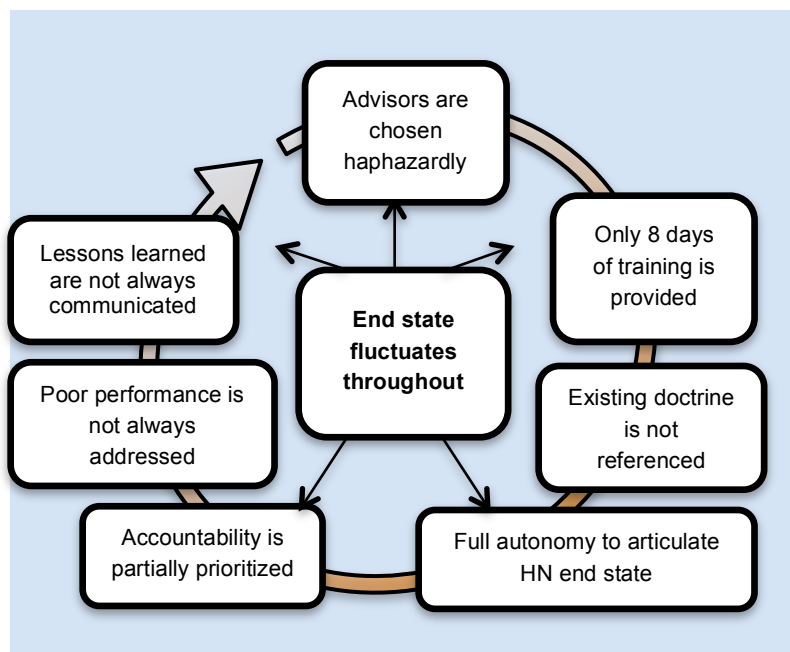 Advisors are
chosen
haphazardly
Only 8 days
of training is
provided
Existing doctrine
is not
referenced
Full autonomy to articulate
HN end state
Accountability is
partially prioritized
Poor performance is
not always
addressed
Lessons learned
are not always
communicated
End state
fluctuates
throughout